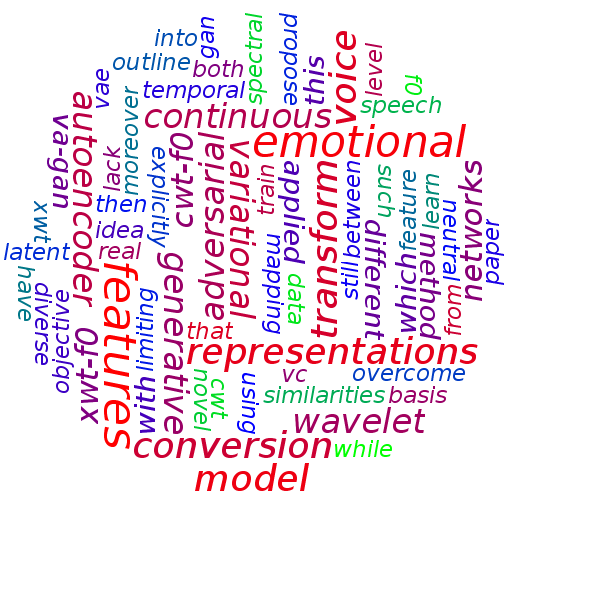 into
gan
spectral
propose
this
voice
level
f0
outline
both
vae
temporal
speech
continuous
emotional
autoencoder
va-gan
moreover
lack
explicitly
cwt-f0
adversarial
variational
train
applied
transform
between
still
such
different
feature
learn
networks
then
idea
xwt
real
latent
have
diverse
objective
features
limiting
generative
mapping
data
which
method
neutral
from
paper
xwt-f0
with
that
representations
vc
overcome
novel
cwt
using
similarities
basis
wavelet
conversion
while
model